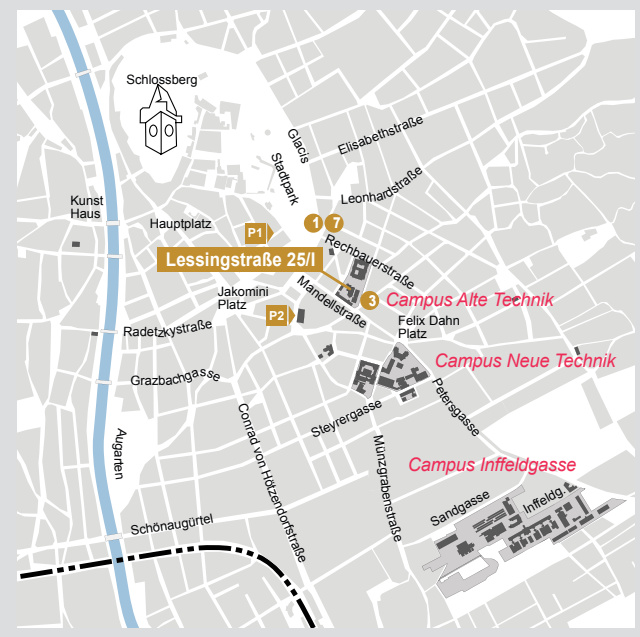 Schlossberg
Glacis
Elisabethstraße
Stadtpark
Leonhardstraße
Kunst
Haus
Hauptplatz
P1
1
7
Rechbauerstraße
Lessingstraße 25/I
Jakomini
Platz
Mandellstraße
3
Campus Alte Technik
P2
Radetzkystraße
Felix Dahn
Platz
Campus Neue Technik
Grazbachgasse
Petersgasse
Steyrergasse
Conrad von Hötzendorfstraße
Augarten
Münzgrabenstraße
Campus Inffeldgasse
Sandgasse
Inffeldg.
Schönaugürtel